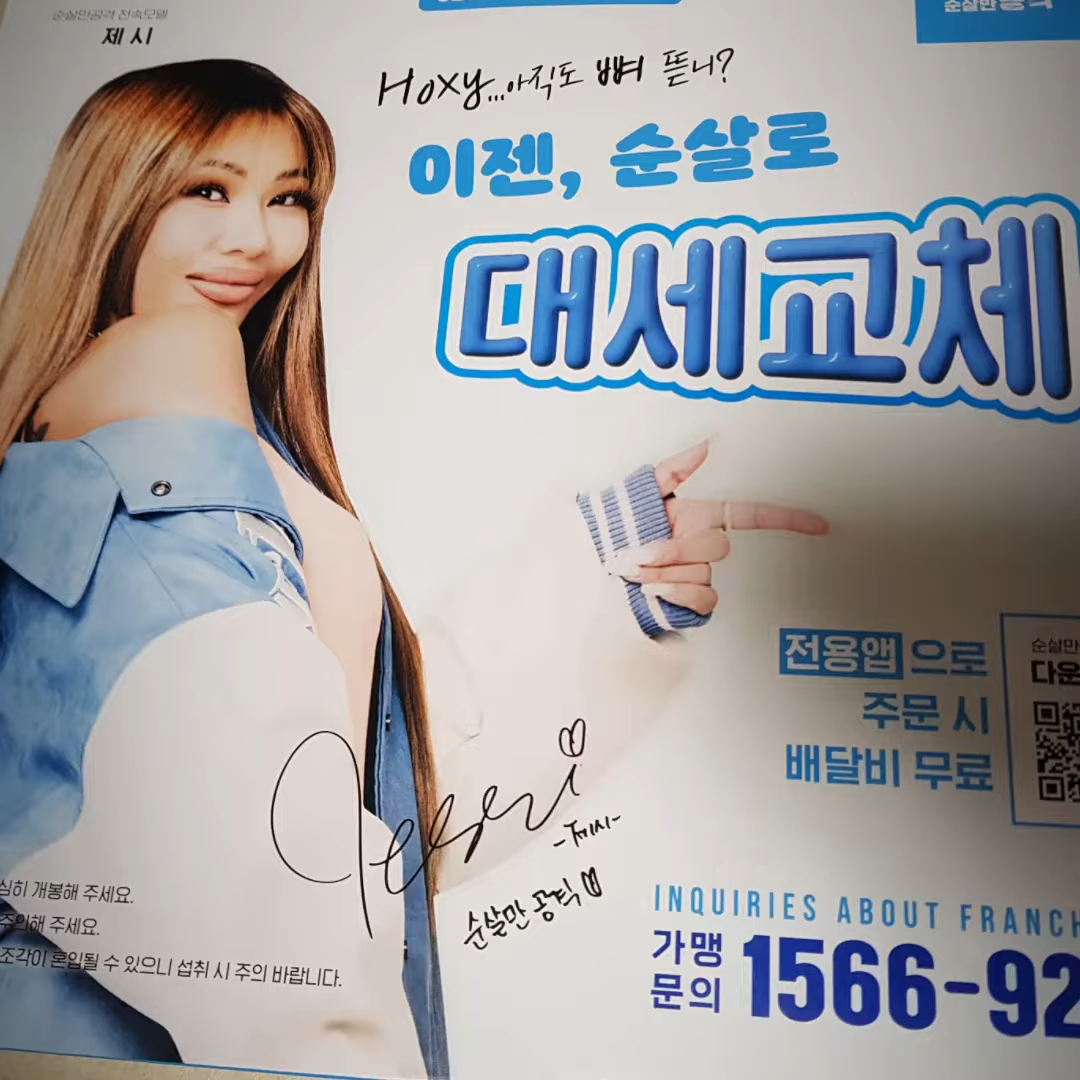 순살만공격 전속모델
제시
Hoxy...아직도 뼈 뜯니?
이젠, 순살로
대세교체
전용앱으로
주문 시
배달비 무료
순살만
다운
Jessi
-제시-
순살만 공격
심히 개봉해 주세요.
주의해 주세요.
조각이 혼입될 수 있으니 섭취 시 주의 바랍니다.
INQUIRIES ABOUT FRANCH
가맹
문의
1566-92